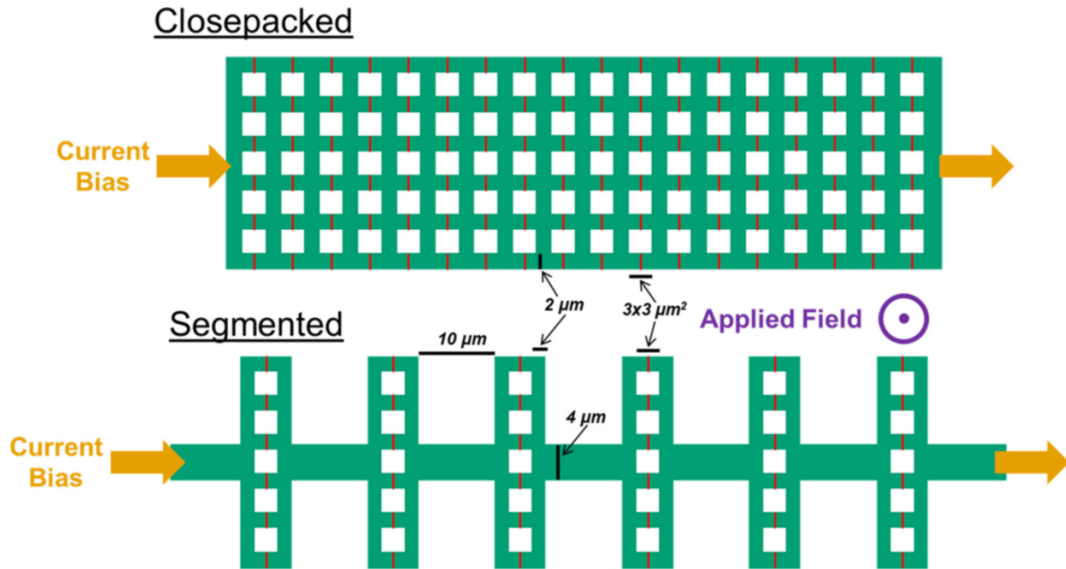 Closepacked
Current
Bias
2 µm
3x3 µm²
Applied Field
Segmented
10 µm
4 µm
Current
Bias